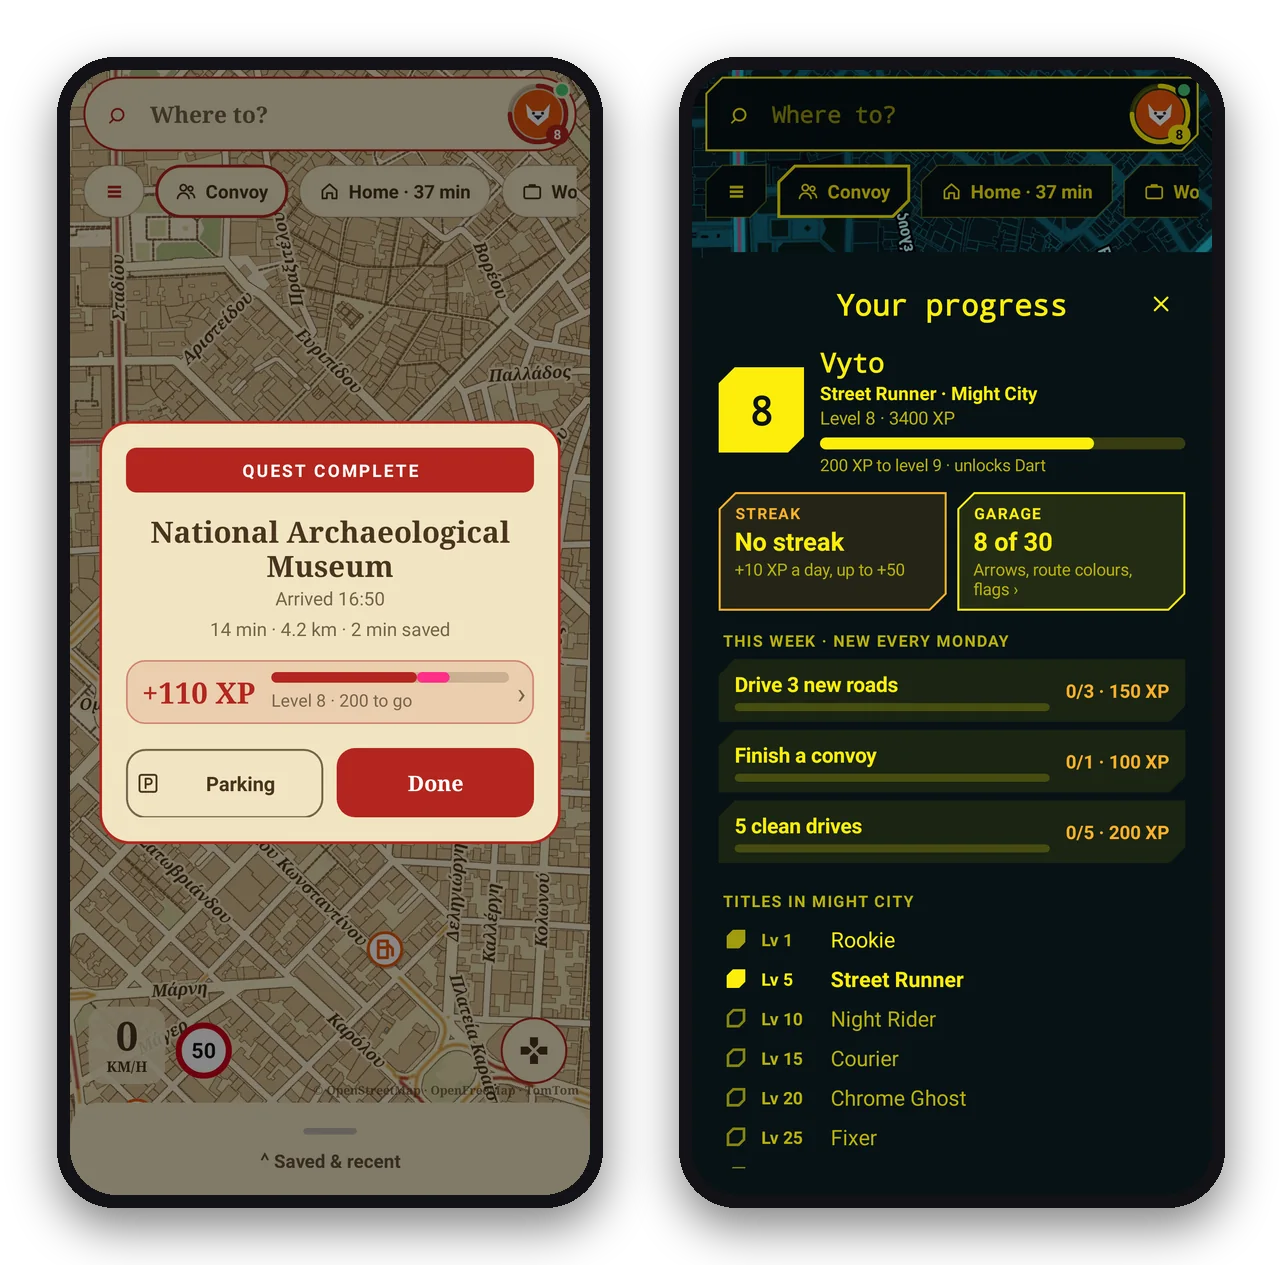 Where to?
8
Convoy
Home · 37 min
Wo
Σταδίου
Πραξιτέλους
Βορέου
Αριστείδου
Ευριπίδου
Παλλάδος
QUEST COMPLETE
National Archaeological
Museum
Arrived 16:50
14 min · 4.2 km · 2 min saved
+110 XP
Level 8 · 200 to go
›
P
Parking
Done
Κωνσταντίνου
Δεληγιώργη
Καλλέργη
Κολωνού
Μάρνη
Καρόλου
Πλατεία Καραϊσ
0
KM/H
50
© OpenStreetMap · OpenFreeMap · TomTom
^ Saved & recent
Where to?
8
Convoy
Home · 37 min
Wo
Your progress
8
Vyto
Street Runner · Might City
Level 8 · 3400 XP
200 XP to level 9 · unlocks Dart
STREAK
No streak
+10 XP a day, up to +50
GARAGE
8 of 30
Arrows, route colours,
flags ›
THIS WEEK · NEW EVERY MONDAY
Drive 3 new roads
0/3 · 150 XP
Finish a convoy
0/1 · 100 XP
5 clean drives
0/5 · 200 XP
TITLES IN MIGHT CITY
Lv 1 Rookie
Lv 5 Street Runner
Lv 10 Night Rider
Lv 15 Courier
Lv 20 Chrome Ghost
Lv 25 Fixer